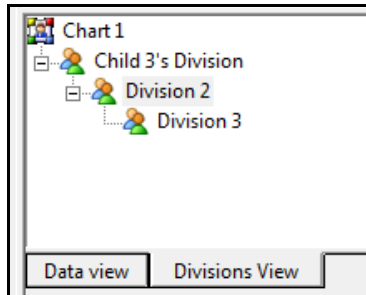 Chart 1
Child 3's Division
Division 2
Division 3
Data view Divisions View